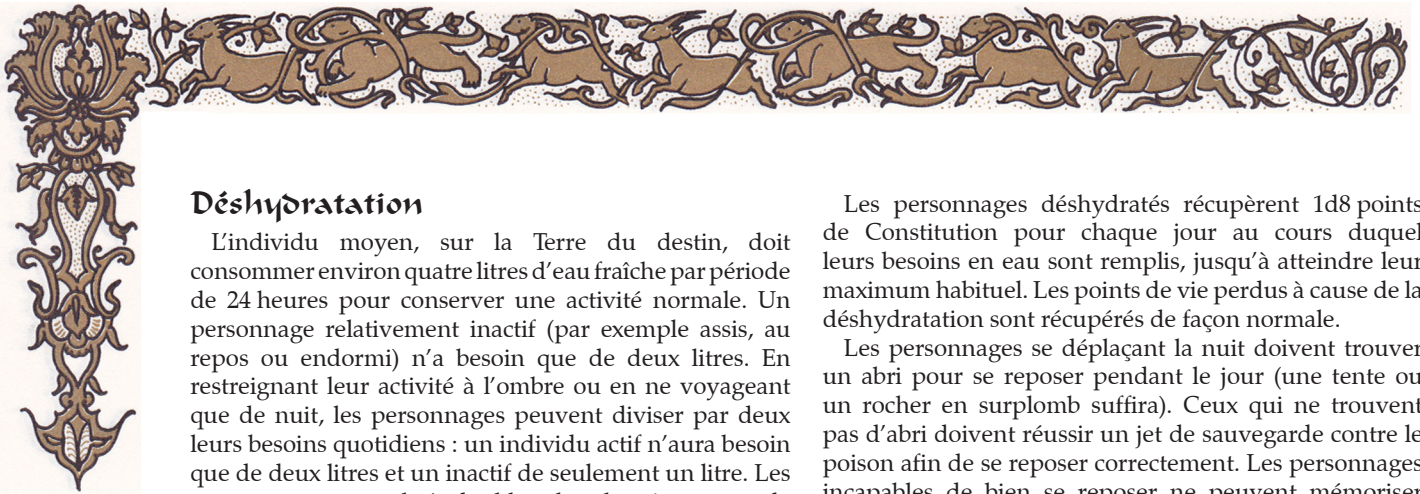 Déshydratation
L'individu moyen, sur la Terre du destin, doit
consommer environ quatre litres d'eau fraîche par période
de 24 heures pour conserver une activité normale. Un
personnage relativement inactif (par exemple assis, au
repos ou endormi) n'a besoin que de deux litres. En
restreignant leur activité à l'ombre ou en ne voyageant
que de nuit, les personnages peuvent diviser par deux
leurs besoins quotidiens : un individu actif n'aura besoin
que de deux litres et un inactif de seulement un litre. Les
Les personnages déshydratés récupèrent 1d8 points
de Constitution pour chaque jour au cours duquel
leurs besoins en eau sont remplis, jusqu'à atteindre leur
maximum habituel. Les points de vie perdus à cause de la
déshydratation sont récupérés de façon normale.
Les personnages se déplaçant la nuit doivent trouver
un abri pour se reposer pendant le jour (une tente ou
un rocher en surplomb suffira). Ceux qui ne trouvent
pas d'abri doivent réussir un jet de sauvegarde contre le
poison afin de se reposer correctement. Les personnages
incapables de bien se reposer ne peuvent mémoriser